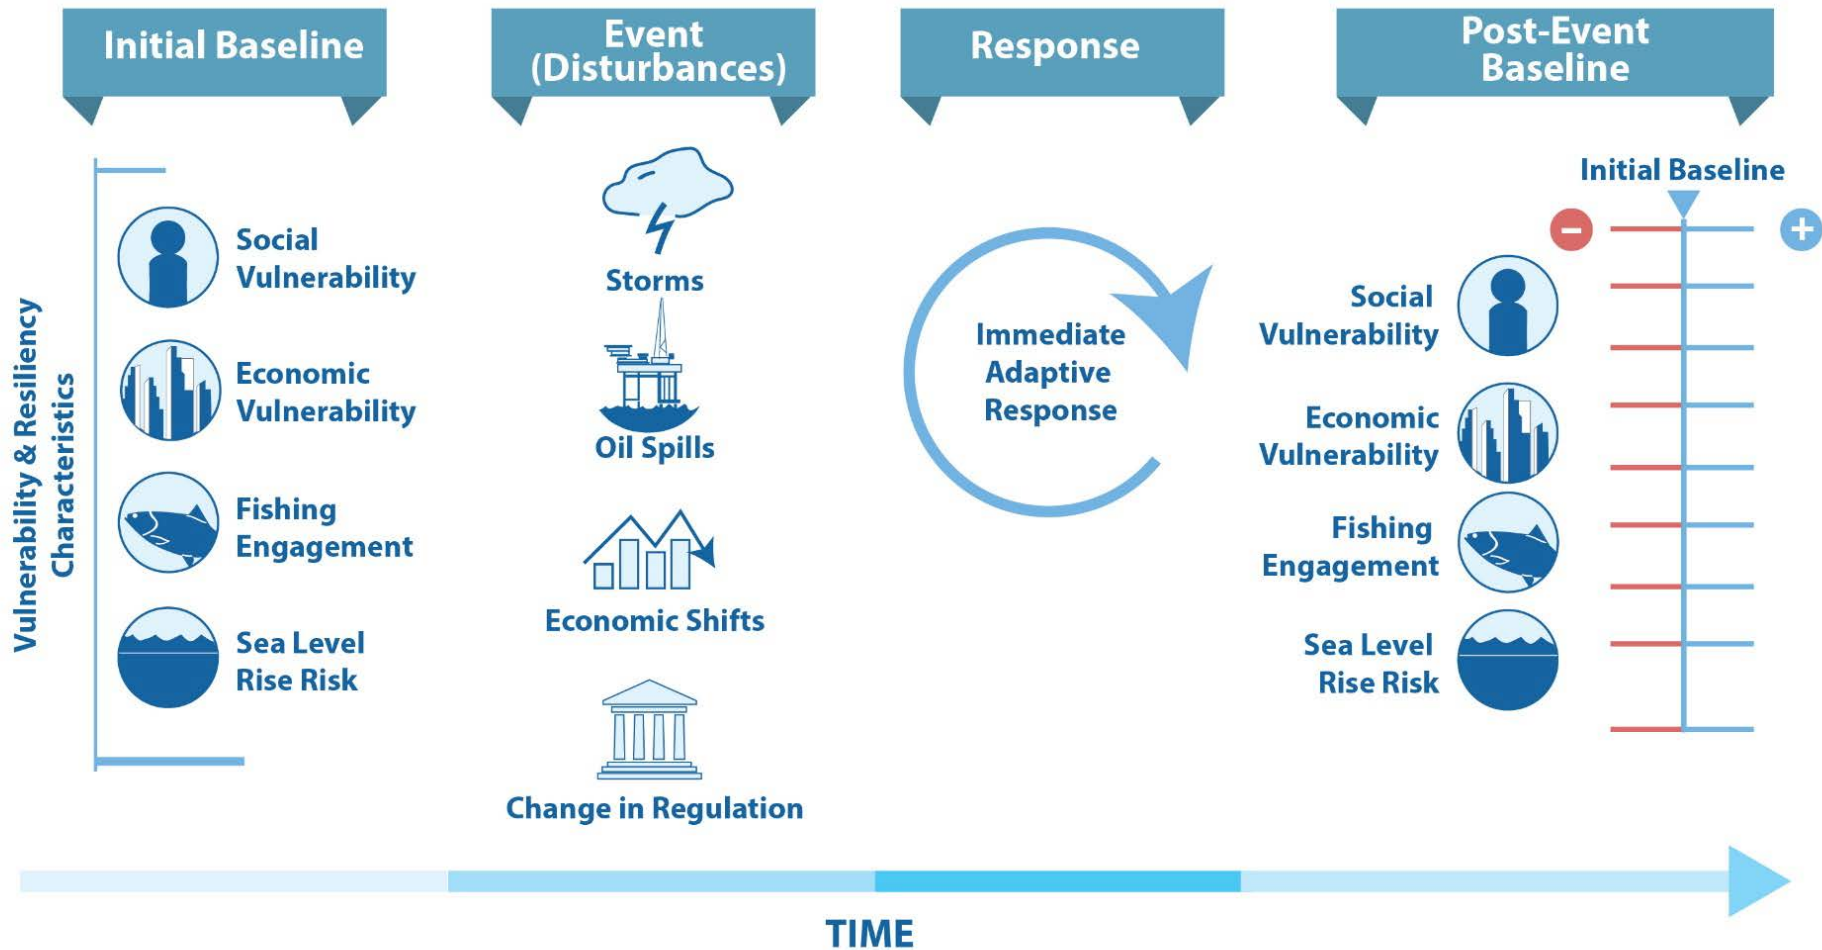 Initial Baseline
Event
(Disturbances)
Response
Post-Event
Baseline
Vulnerability & Resiliency
Characteristics
Social
Vulnerability
Economic
Vulnerability
Fishing
Engagement
Sea Level
Rise Risk
Storms
Oil Spills
Economic Shifts
Change in Regulation
Immediate
Adaptive
Response
Initial Baseline
−
+
Social
Vulnerability
Economic
Vulnerability
Fishing
Engagement
Sea Level
Rise Risk
TIME